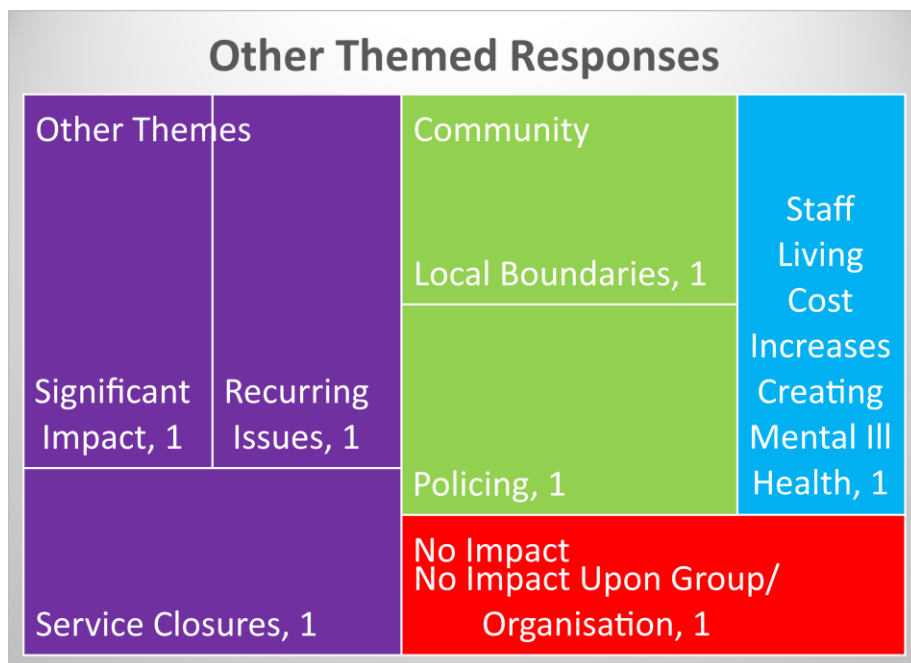 Other Themed Responses
Other Themes
Significant
Impact, 1
Recurring
Issues, 1
Service Closures, 1
Community
Local Boundaries, 1
Policing, 1
Staff
Living
Cost
Increases
Creating
Mental Ill
Health, 1
No Impact
No Impact Upon Group/
Organisation, 1